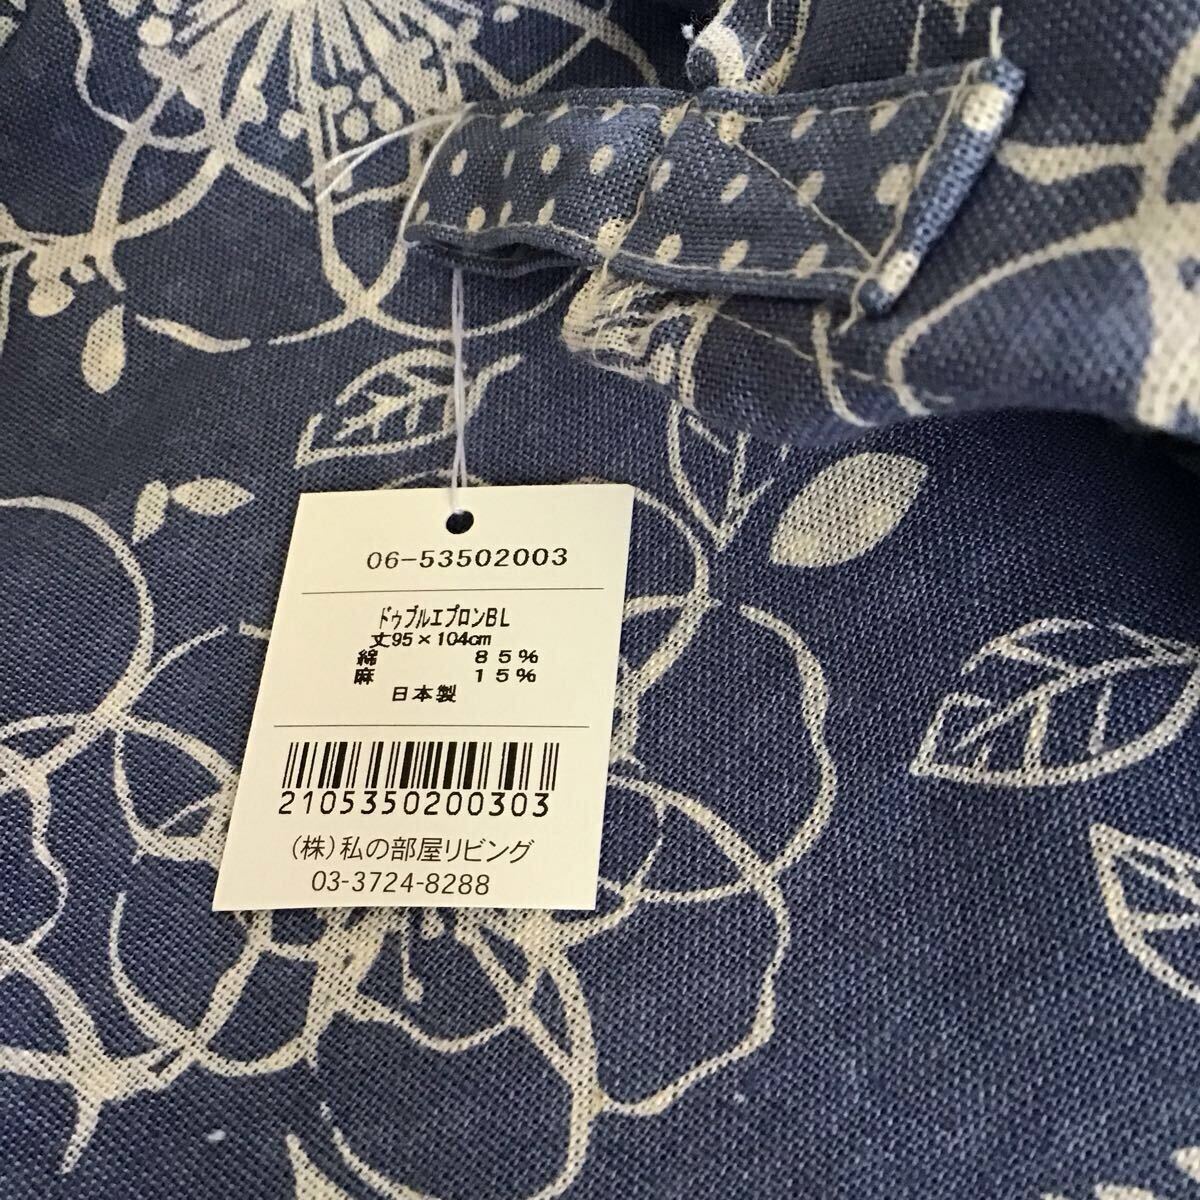 06-53502003
ドゥブルエプロンBL
丈95×104cm
綿 85%
麻 15%
日本製
2105350200303
(株)私の部屋リビング
03-3724-8288